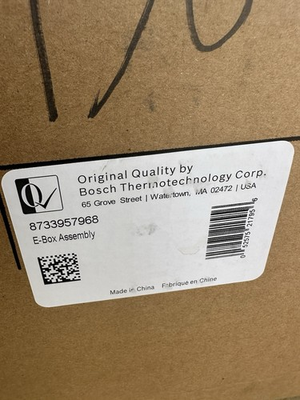 Original Quality by
Bosch Thermotechnology Corp.
65 Grove Street | Watertown, MA 02472 | USA
8733957968
E-Box Assembly
Made in China Fabriqué en Chine